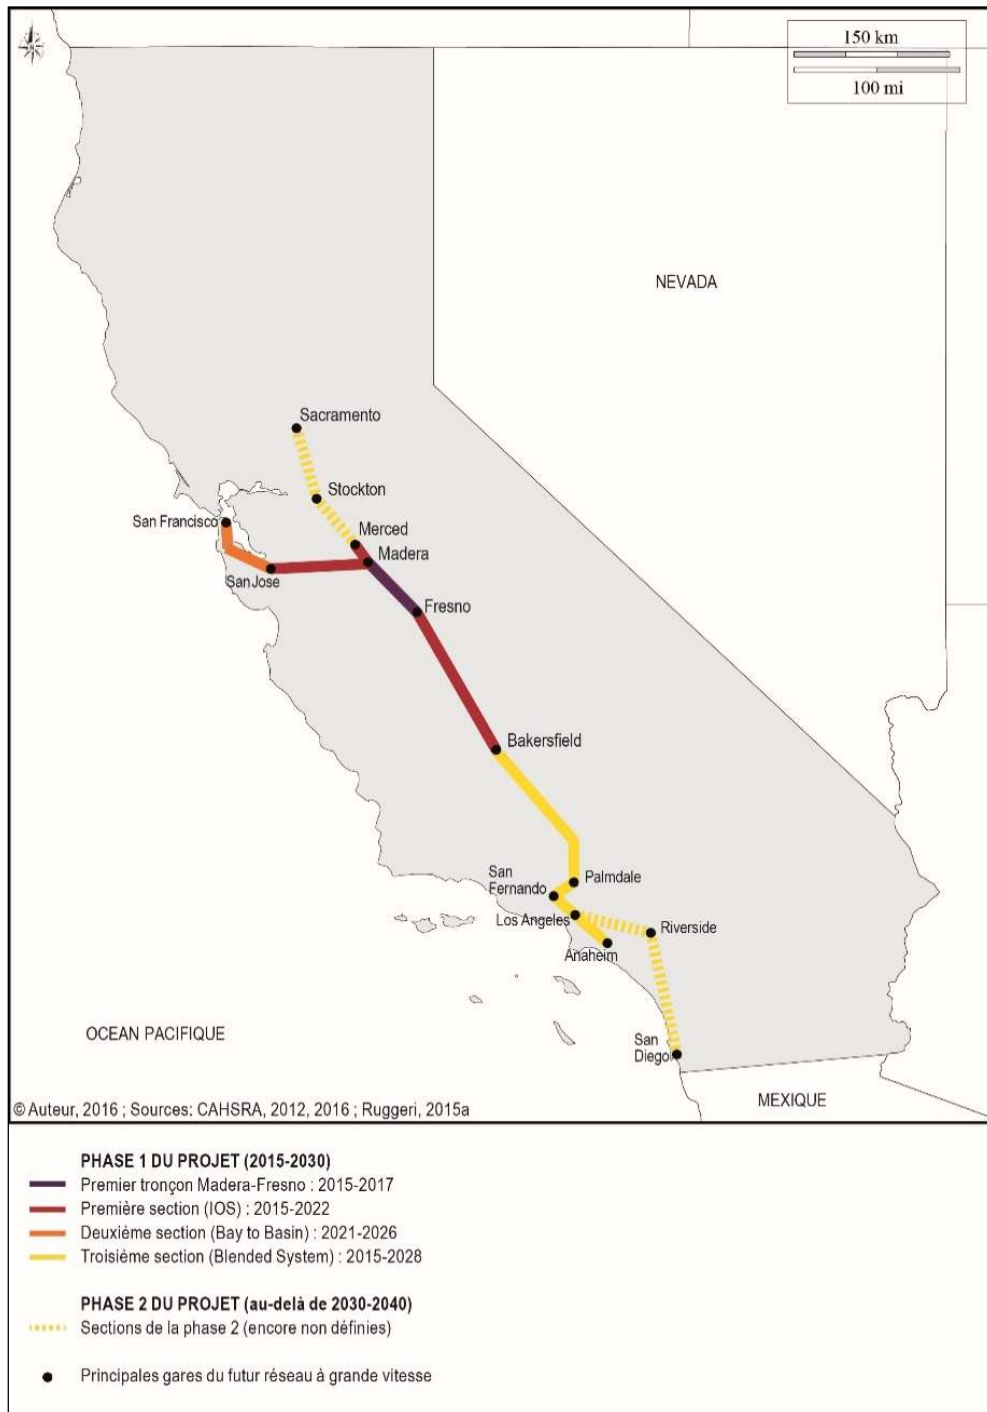 150 km
100 mi
NEVADA
Sacramento
Stockton
San Francisco
Merced
Madera
San Jose
Fresno
Bakersfield
San
Fernando
Palmdale
Los Angeles
Riverside
Anaheim
OCEAN PACIFIQUE
San
Diego
MEXIQUE
© Auteur, 2016 ; Sources: CAHSRA, 2012, 2016 ; Ruggeri, 2015a
PHASE 1 DU PROJET (2015-2030)
Premier tronçon Madera-Fresno : 2015-2017
Première section (IOS) : 2015-2022
Deuxième section (Bay to Basin) : 2021-2026
Troisième section (Blended System) : 2015-2028
PHASE 2 DU PROJET (au-delà de 2030-2040)
Sections de la phase 2 (encore non définies)
Principales gares du futur réseau à grande vitesse